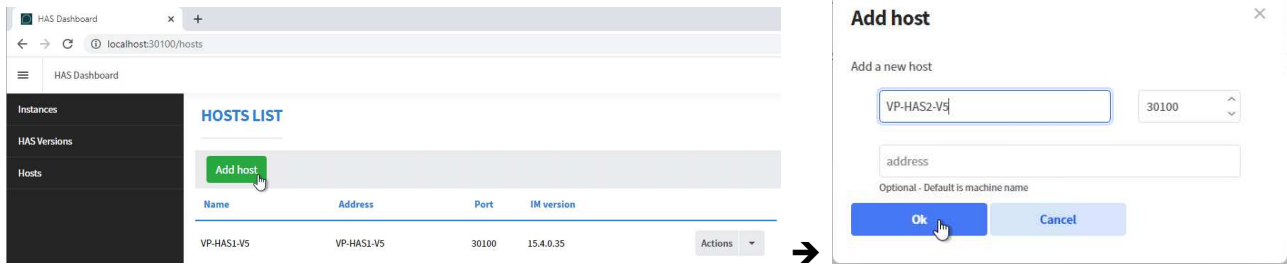 HAS Dashboard
localhost:30100/hosts
HAS Dashboard
Instances
HAS Versions
Hosts
HOSTS LIST
Add host
Name Address Port IM version
VP-HAS1-V5 VP-HAS1-V5 30100 15.4.0.35 Actions
Add host
Add a new host
VP-HAS2-V5 30100
address
Optional - Default is machine name
Ok Cancel